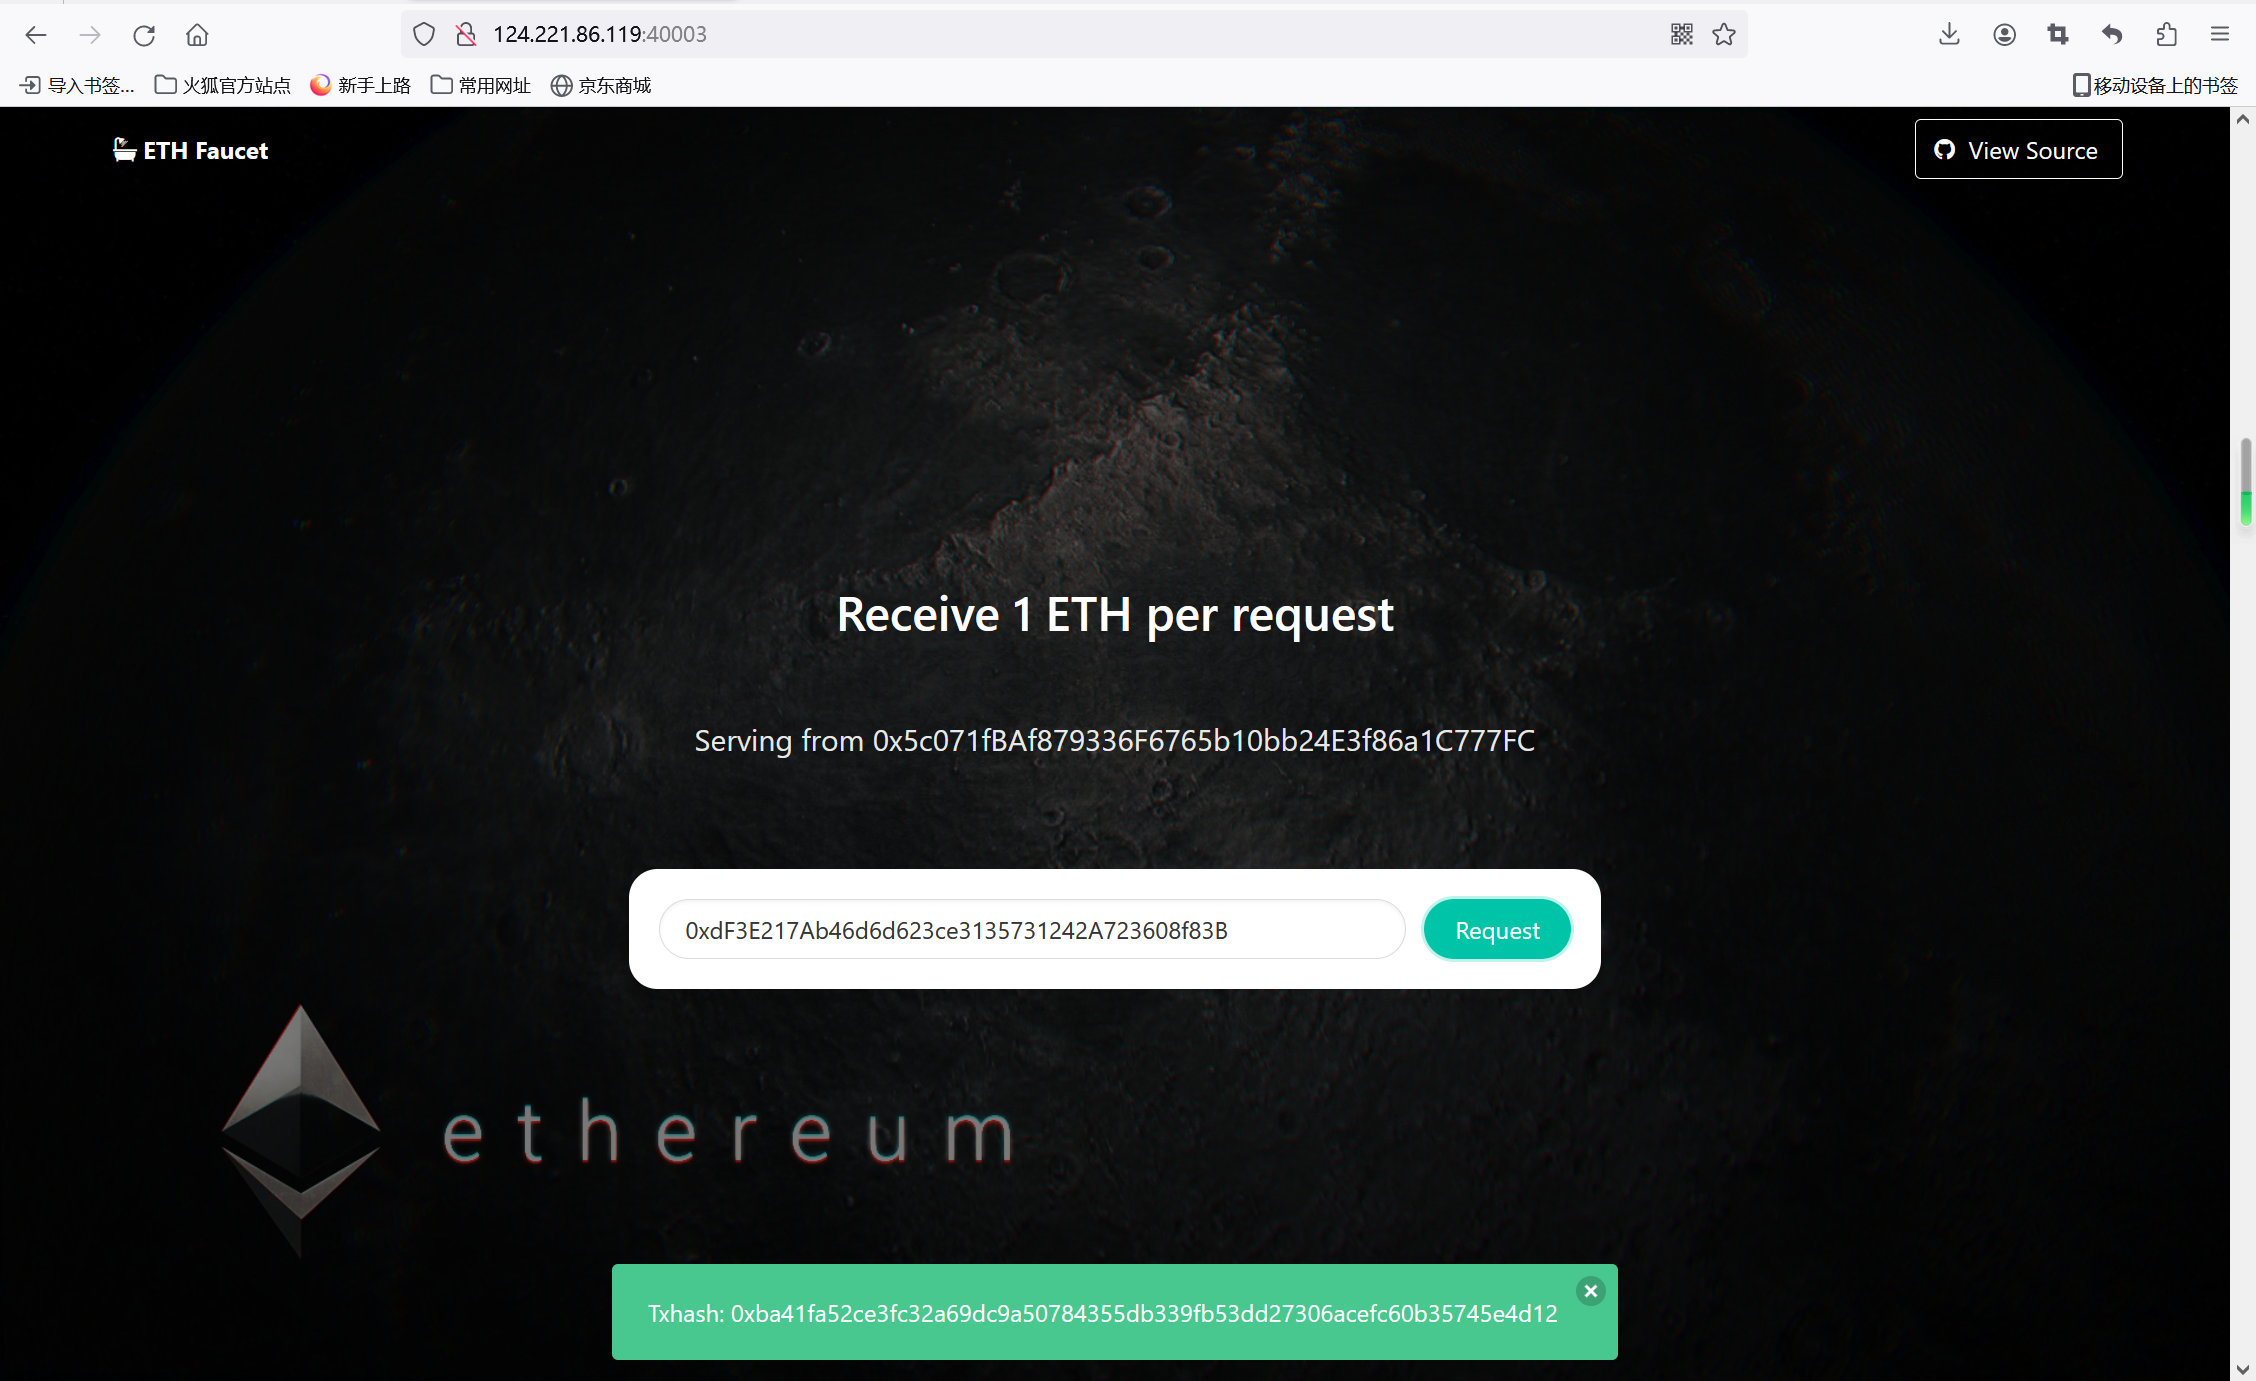 124.221.86.119:40003
导入书签... 火狐官方站点 新手上路 常用网址 京东商城 移动设备上的书签
ETH Faucet View Source
Receive 1 ETH per request
Serving from 0x5c071fBAf879336F6765b10bb24E3f86a1C777FC
0xdF3E217Ab46d6d623ce3135731242A723608f83B Request
ethereum
Txhash: 0xba41fa52ce3fc32a69dc9a50784355db339fb53dd27306acefc60b35745e4d12